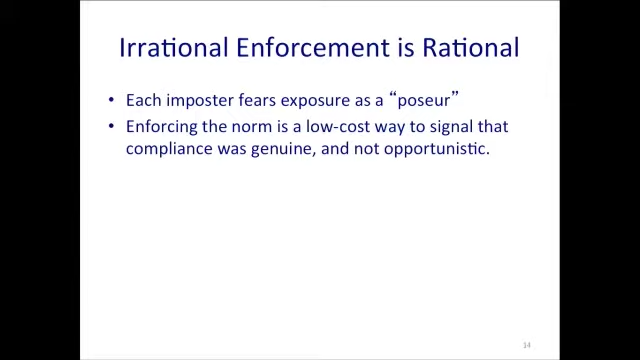 Irrational Enforcement is Rational
• Each imposter fears exposure as a “poseur”
• Enforcing the norm is a low-cost way to signal that
compliance was genuine, and not opportunistic.
14